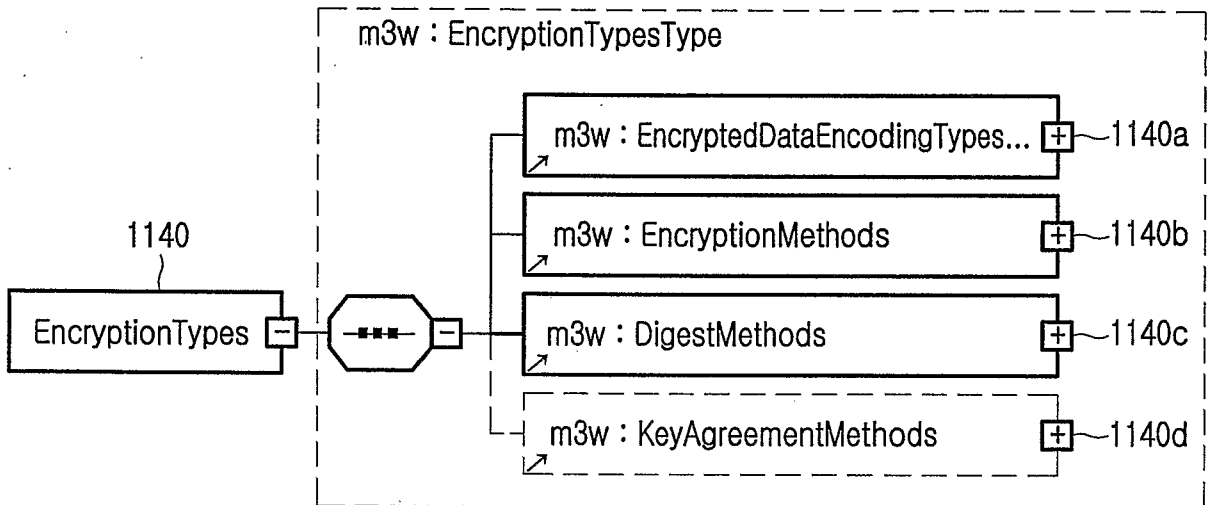 m3w : EncryptionTypesType
m3w : EncryptedDataEncodingTypes...
1140a
1140
m3w : EncryptionMethods
1140b
EncryptionTypes
m3w : DigestMethods
1140c
m3w : KeyAgreementMethods
1140d